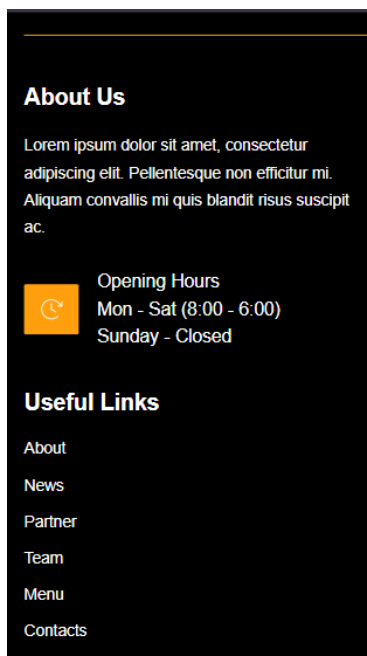 About Us
Lorem ipsum dolor sit amet, consectetur
adipiscing elit. Pellentesque non efficitur mi.
Aliquam convallis mi quis blandit risus suscipit
ac.
Opening Hours
Mon - Sat (8:00 - 6:00)
Sunday - Closed
Useful Links
About
News
Partner
Team
Menu
Contacts